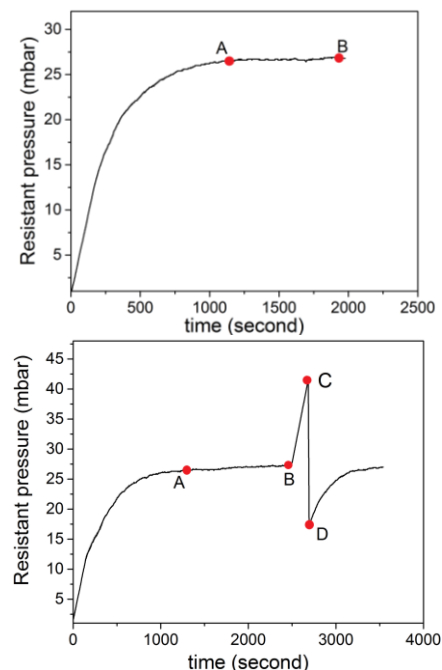 30
25
20
15
10
5
Resistant pressure (mbar)
A
B
0 500 1000 1500 2000 2500
time (second)
45
40
35
30
25
20
15
10
5
Resistant pressure (mbar)
A
B
C
D
0 1000 2000 3000 4000
time (second)